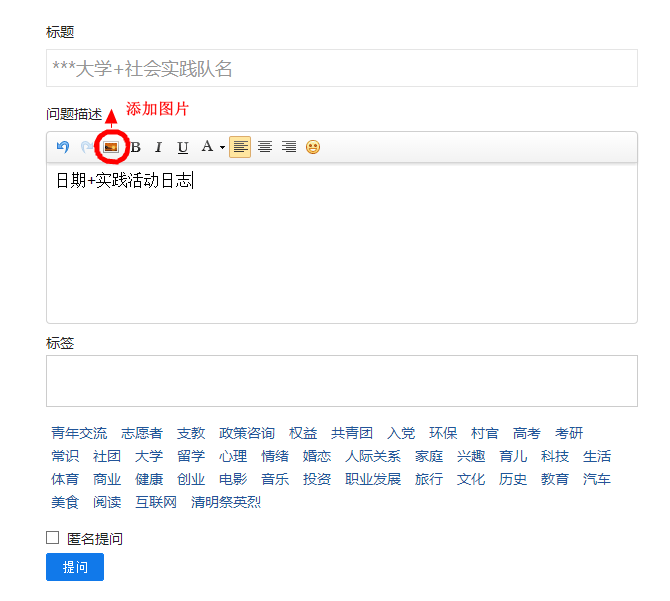 标题
***大学+社会实践队名
问题描述 添加图片
B I U A
日期+实践活动日志
标签
青年交流 志愿者 支教 政策咨询 权益 共青团 入党 环保 村官 高考 考研
常识 社团 大学 留学 心理 情绪 婚恋 人际关系 家庭 兴趣 育儿 科技 生活
体育 商业 健康 创业 电影 音乐 投资 职业发展 旅行 文化 历史 教育 汽车
美食 阅读 互联网 清明祭英烈
匿名提问
提问